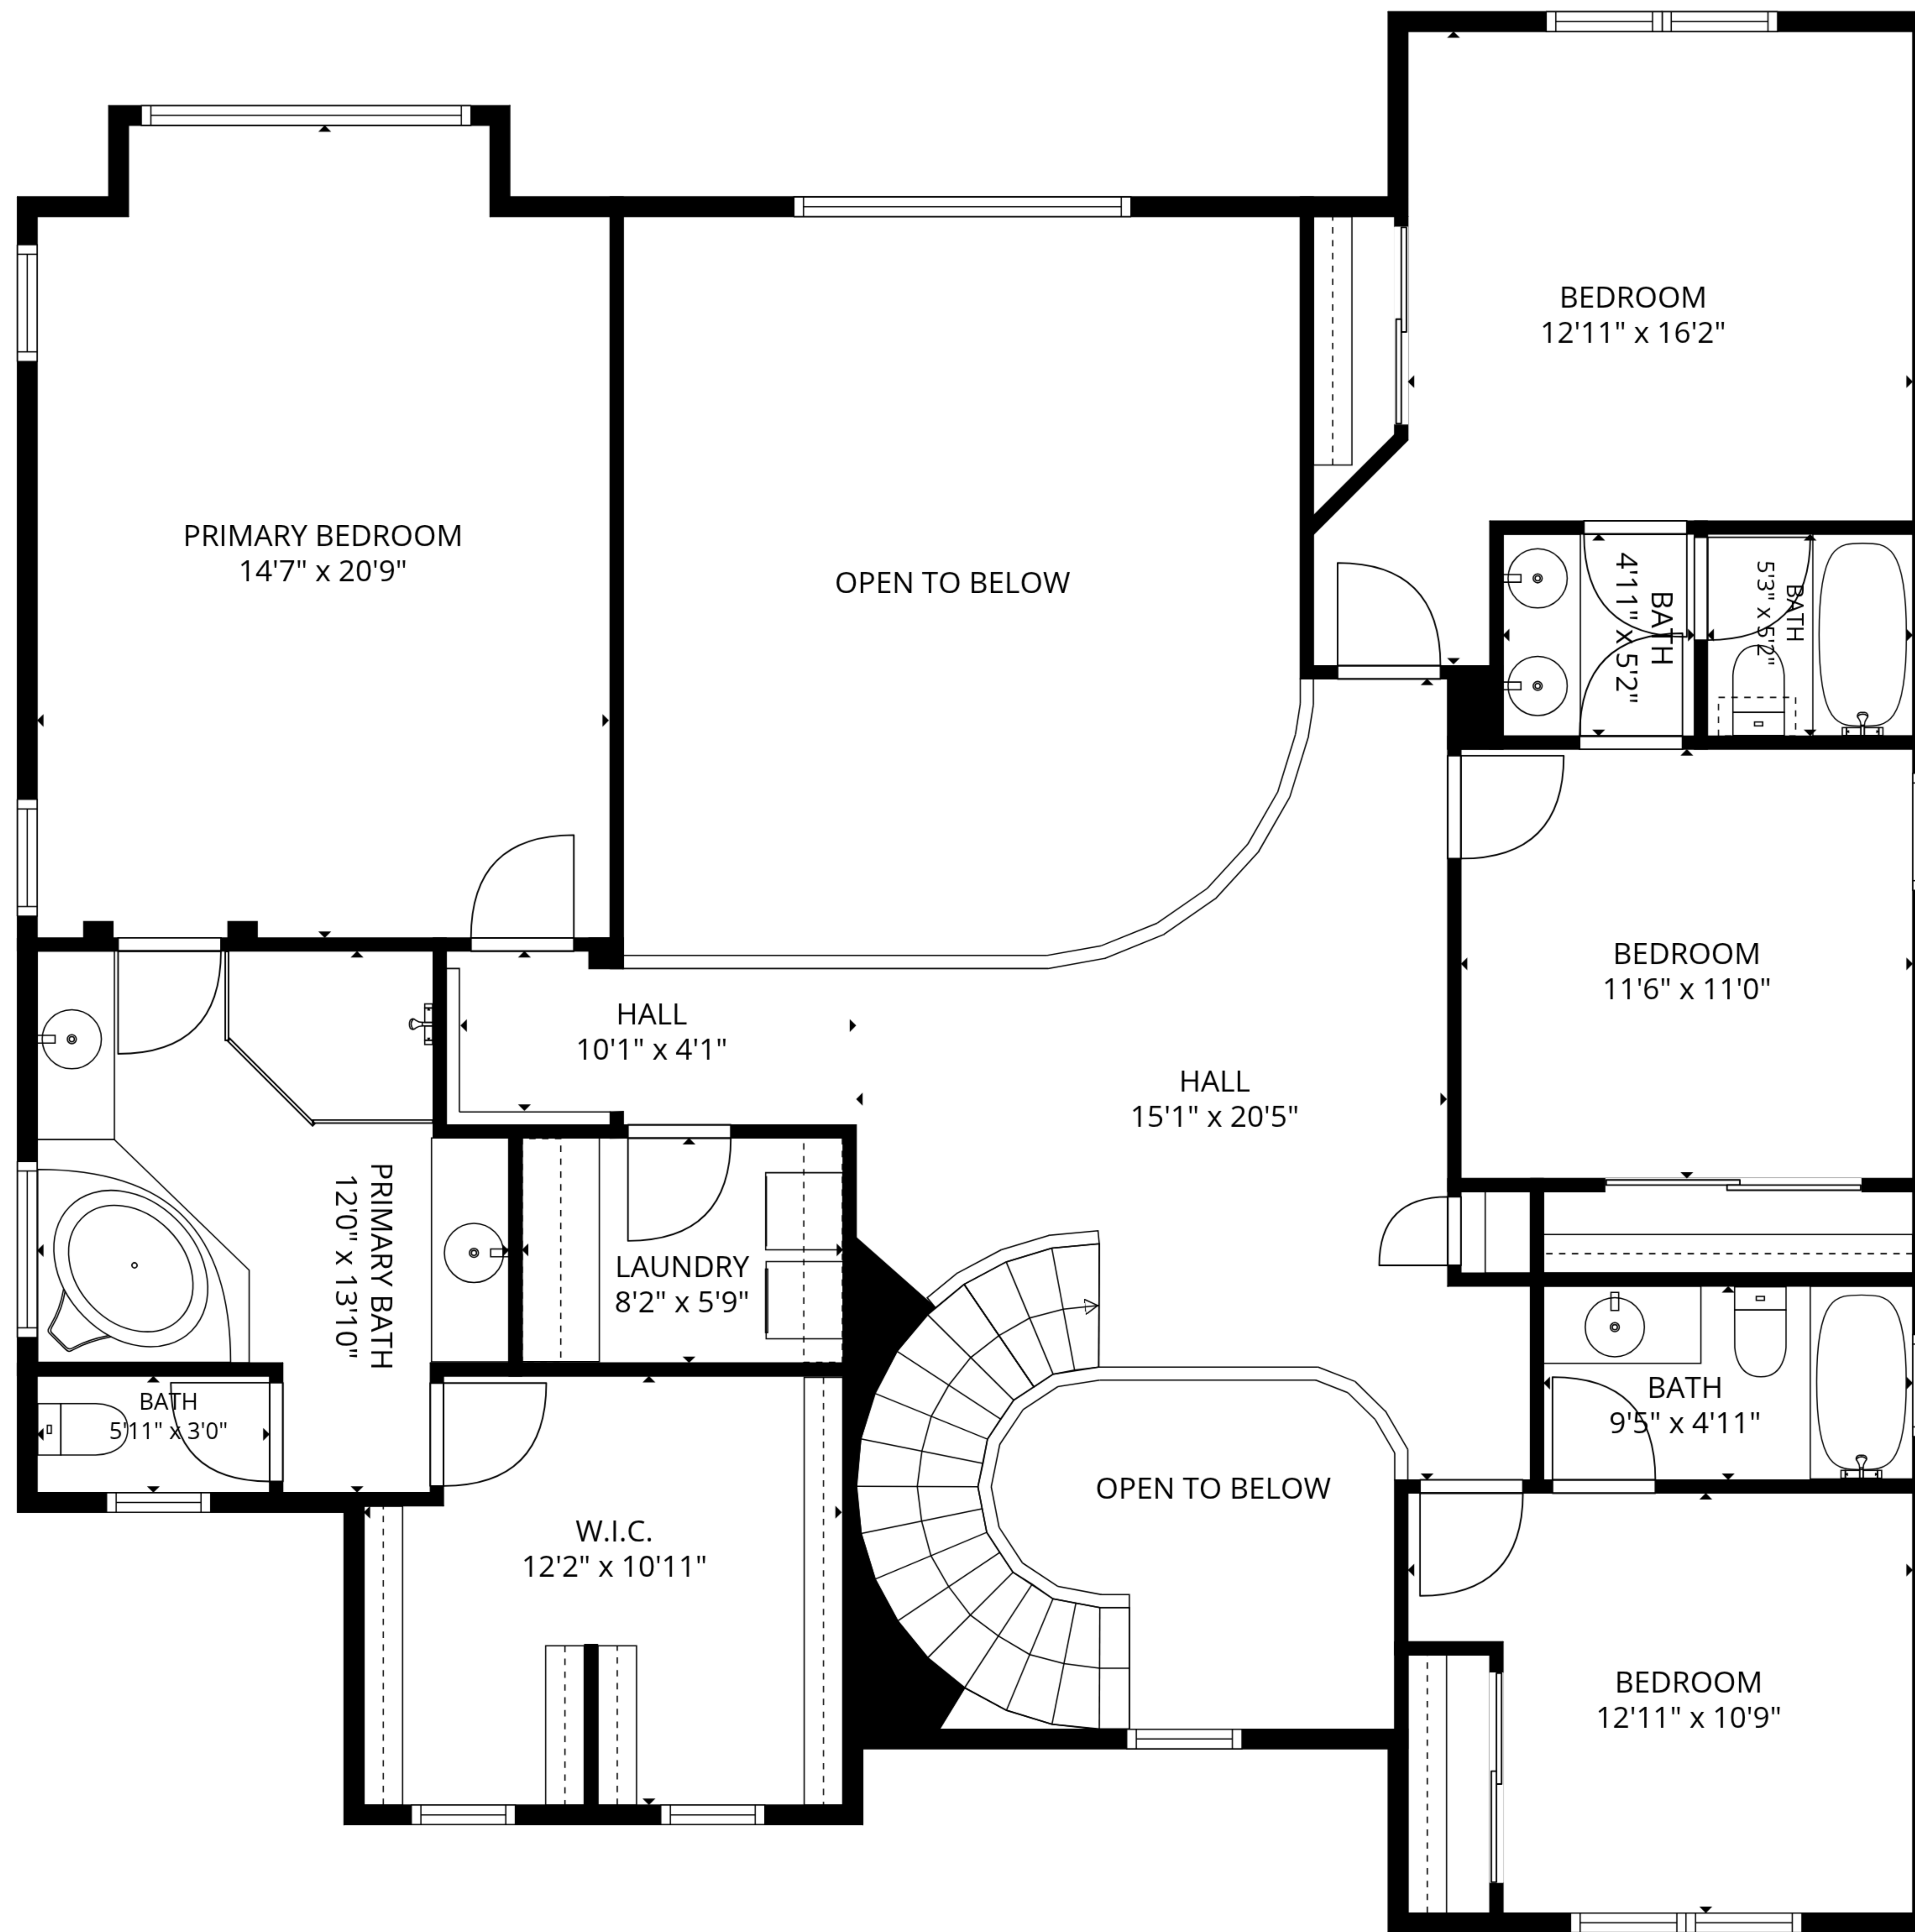 BEDROOM
12'11" x 16'2"
PRIMARY BEDROOM
14'7" x 20'9"
OPEN TO BELOW
BATH
4'11" x 5'2"
BATH
5'3" x 5'2"
BEDROOM
11'6" x 11'0"
HALL
10'1" x 4'1"
HALL
15'1" x 20'5"
PRIMARY BATH
12'0" x 13'10"
LAUNDRY
8'2" x 5'9"
BATH
5'11" x 3'0"
BATH
9'5" x 4'11"
OPEN TO BELOW
W.I.C.
12'2" x 10'11"
BEDROOM
12'11" x 10'9"